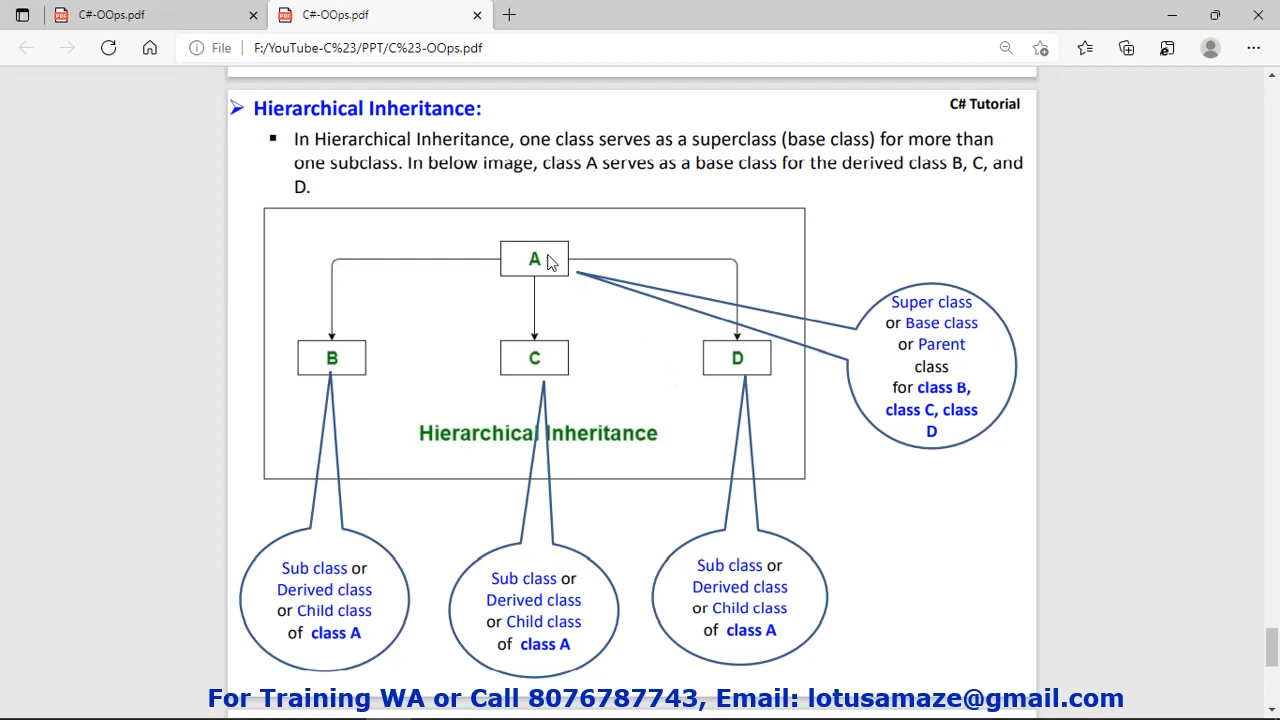 C#-OOps.pdf
C#-OOps.pdf
File
F:/YouTube-C%23/PPT/C%23-OOps.pdf
➢ Hierarchical Inheritance:
C# Tutorial
▪ In Hierarchical Inheritance, one class serves as a superclass (base class) for more than
one subclass. In below image, class A serves as a base class for the derived class B, C, and
D.
A
B
C
D
Hierarchical Inheritance
Super class
or Base class
or Parent
class
for class B,
class C, class
D
Sub class or
Derived class
or Child class
of class A
Sub class or
Derived class
or Child class
of class A
Sub class or
Derived class
or Child class
of class A
For Training WA or Call 8076787743, Email: lotusamaze@gmail.com